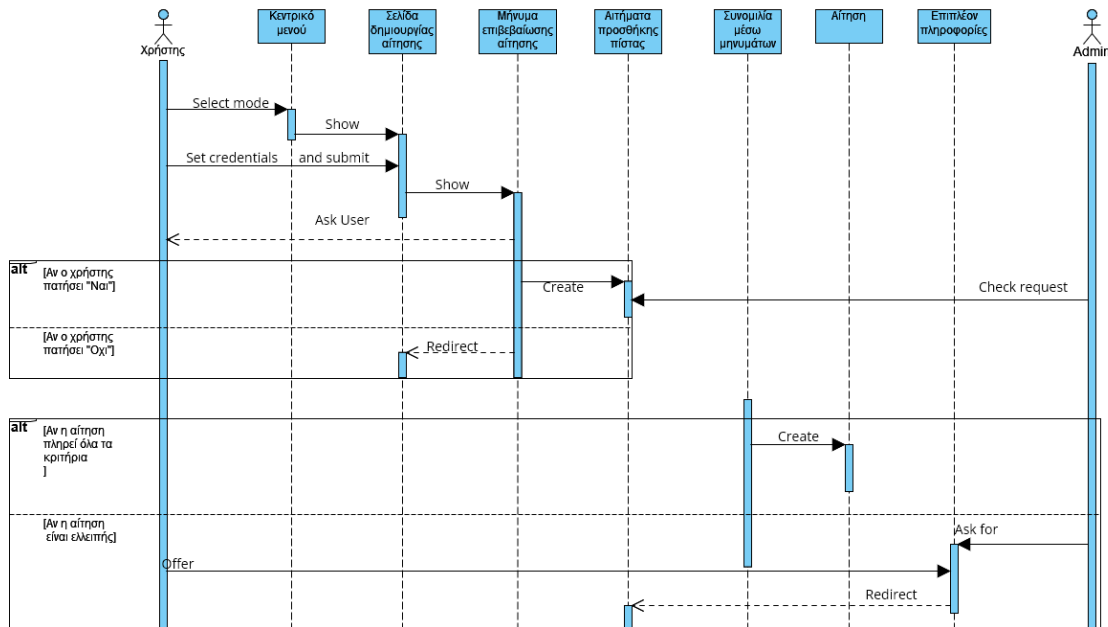 Χρήστης
Κεντρικό
μενού
Σελίδα
δημιουργίας
αίτησης
Μήνυμα
επιβεβαίωσης
αίτησης
Αιτήματα
προσθήκης
πίστας
Συνομιλία
μέσω
μηνυμάτων
Αίτηση
Επιπλέον
πληροφορίες
Admin
Select mode
Show
Set credentials and submit
Show
Ask User
alt
[Αν ο χρήστης
πατήσει "Ναι"]
Create
Check request
[Αν ο χρήστης
πατήσει "Οχι"]
Redirect
alt
[Αν η αίτηση
πληρεί όλα τα
κριτήρια
]
Create
[Αν η αίτηση
είναι ελλειπής]
Ask for
Offer
Redirect